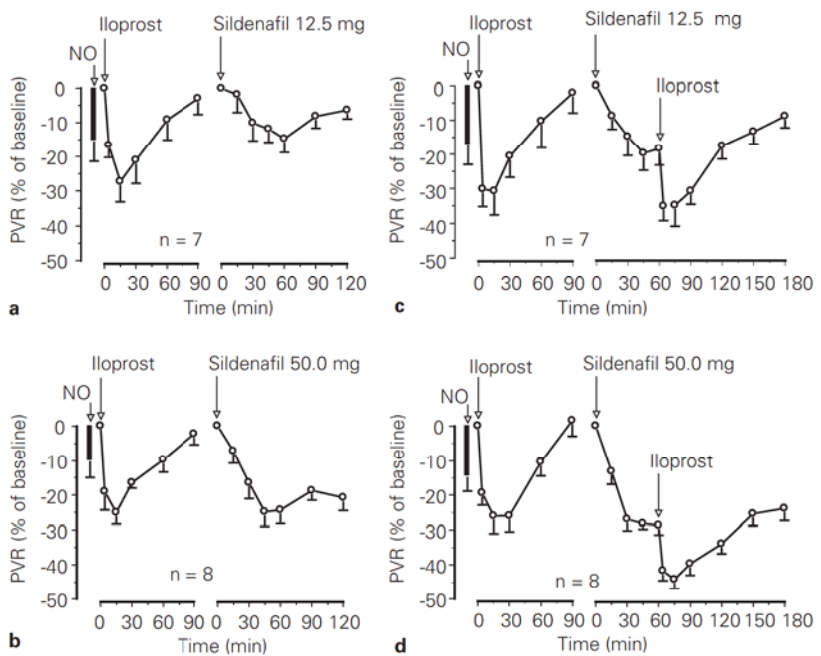 Iloprost
Sildenafil 12.5 mg
NO
PVR (% of baseline)
0
-10
-20
-30
-40
-50
n = 7
0 30 60 90 0 30 60 90 120
Time (min)
a
Iloprost
Sildenafil 12.5 mg
NO
Iloprost
PVR (% of baseline)
0
-10
-20
-30
-40
-50
n = 7
0 30 60 90 0 30 60 90 120 150 180
Time (min)
c
Iloprost
Sildenafil 50.0 mg
NO
PVR (% of baseline)
0
-10
-20
-30
-40
-50
n = 8
0 30 60 90 0 30 60 90 120
Time (min)
b
Iloprost
Sildenafil 50.0 mg
NO
Iloprost
PVR (% of baseline)
0
-10
-20
-30
-40
-50
n = 8
0 30 60 90 0 30 60 90 120 150 180
Time (min)
d